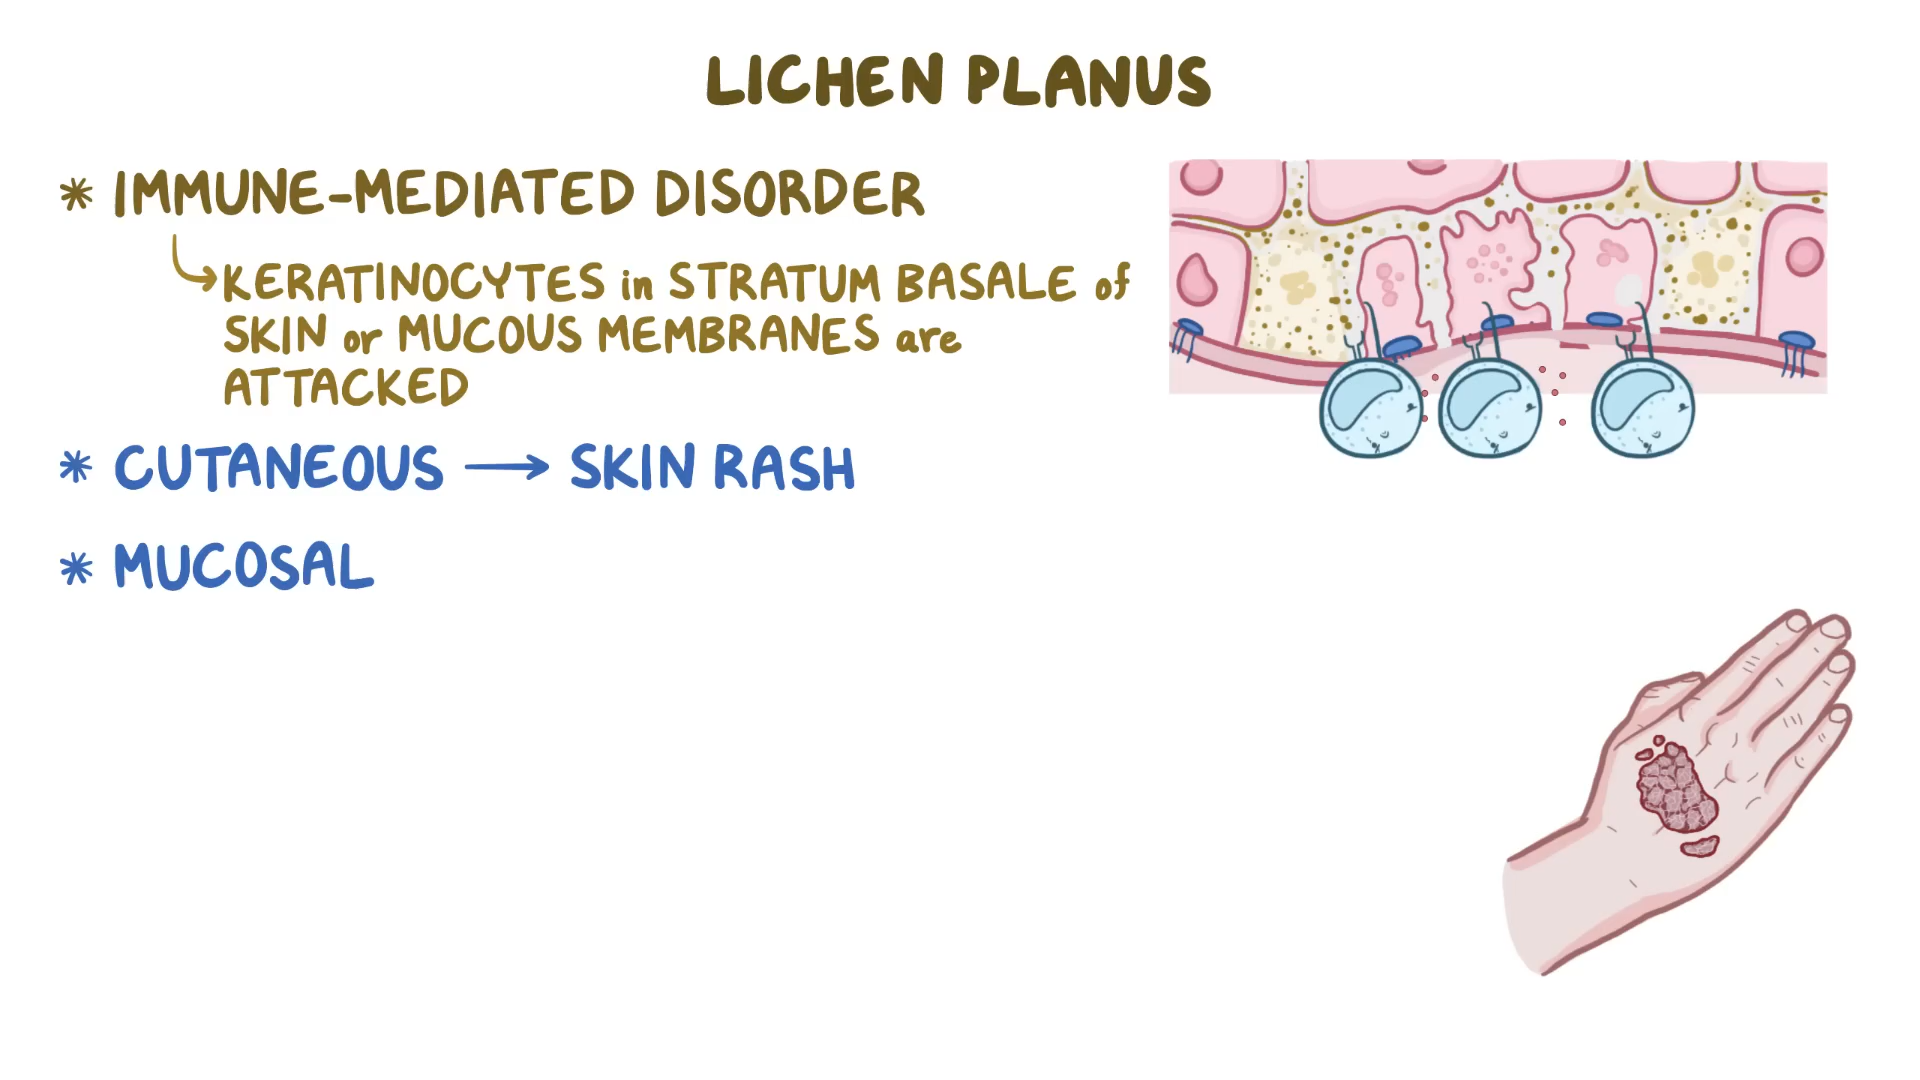 LICHEN PLANUS
* IMMUNE-MEDIATED DISORDER
KERATINOCYTES in STRATUM BASALE of
SKIN or MUCOUS MEMBRANES are
ATTACKED
* CUTANEOUS → SKIN RASH
* MUCOSAL